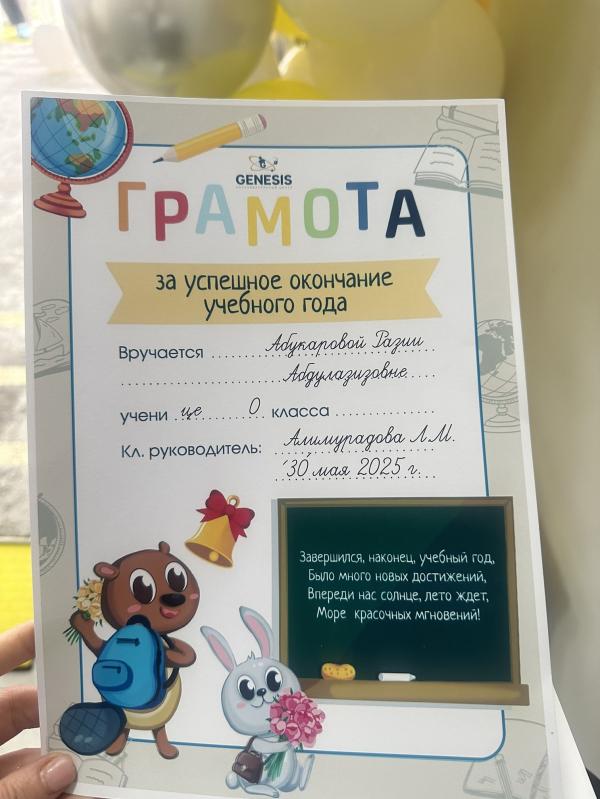 GENESIS
ГРАМОТА
за успешное окончание
учебного года
Вручается Абукаровой Разии
Абдулазизовне
учени це 0 класса
Кл. руководитель: Алимурадова Л.М.
"30" мая 2025 г.
Завершился, наконец, учебный год,
Было много новых достижений,
Впереди нас солнце, лето ждет,
Море красочных мгновений!